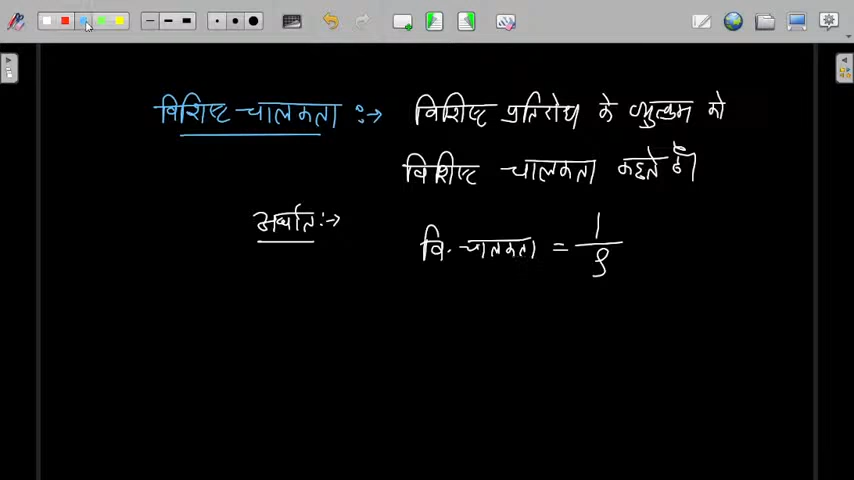 विशिष्ट-चालकता :→ विशिष्ट प्रतिरोध के व्युत्क्रम को
विशिष्ट चालकता कहते हैं।
अर्थात :→
वि. चालकता = 1/ρ